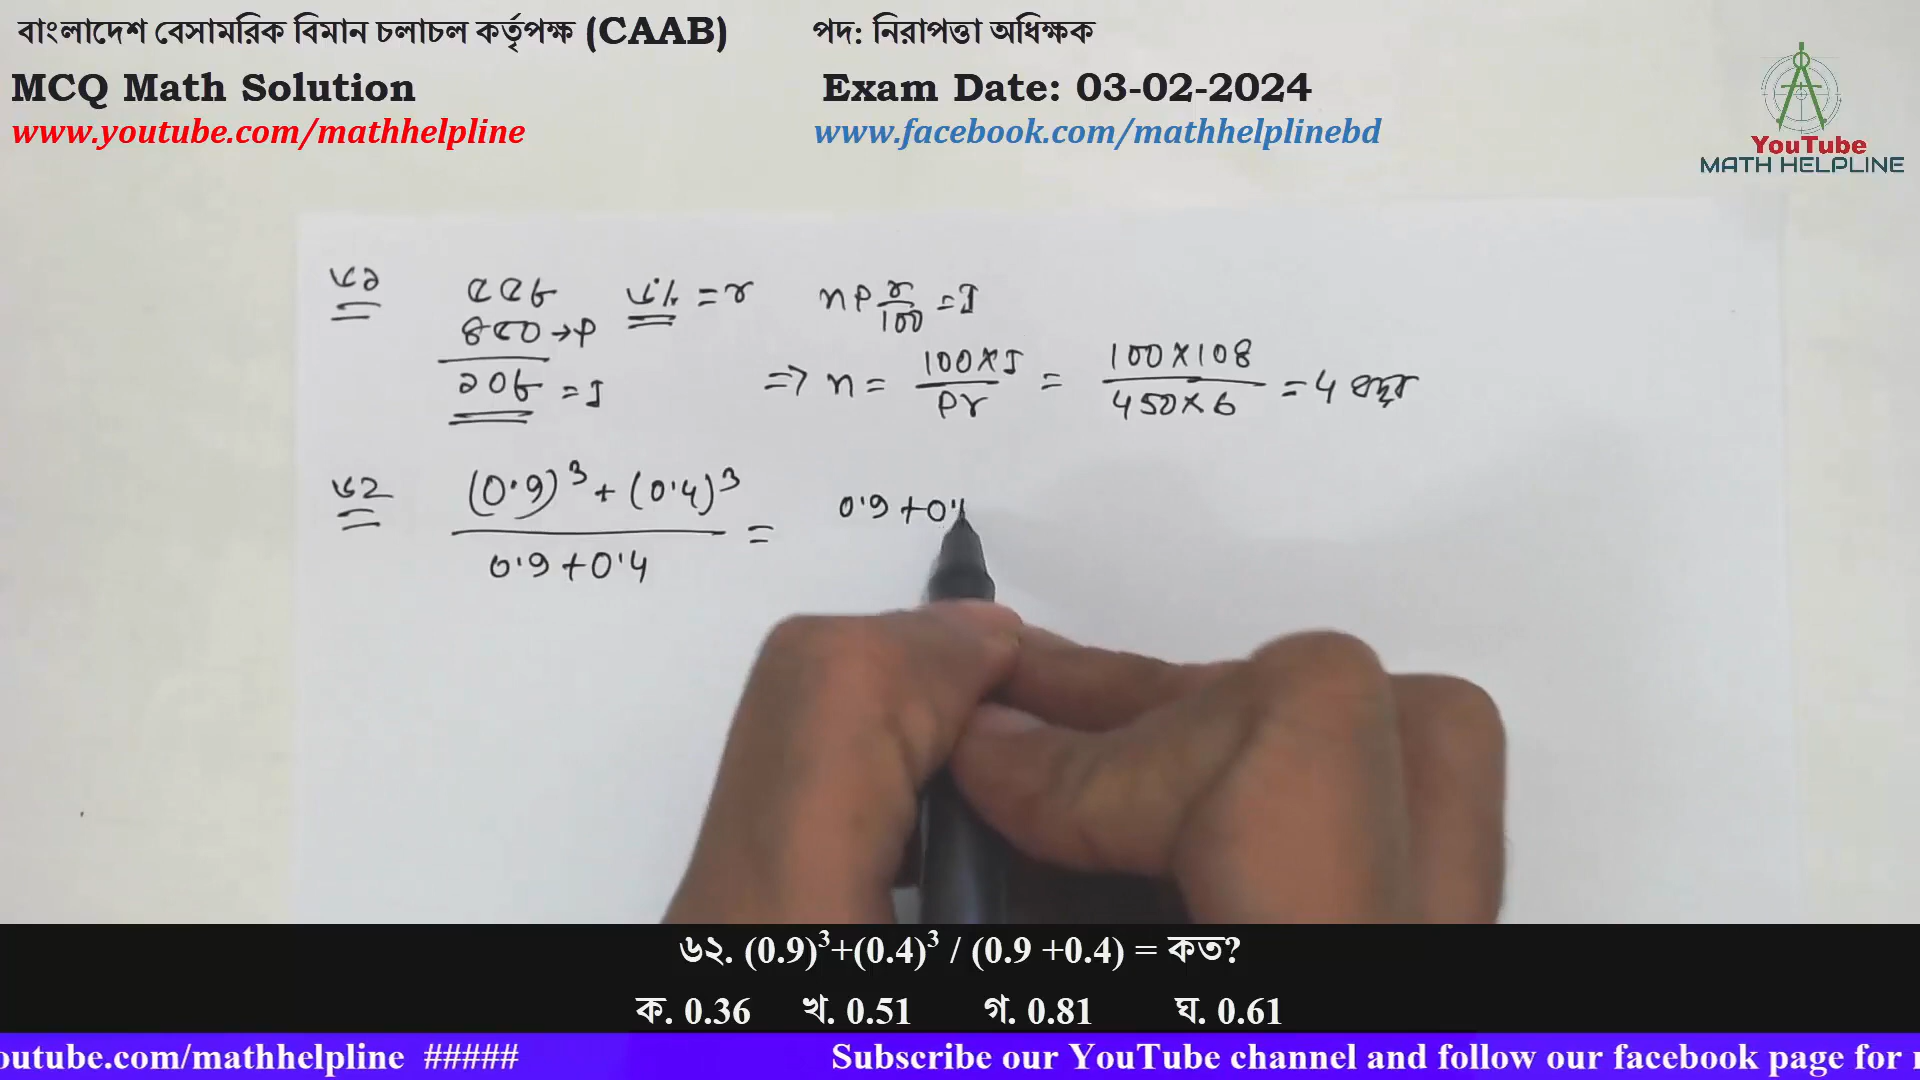 বাংলাদেশ বেসামরিক বিমান চলাচল কর্তৃপক্ষ (CAAB) পদ: নিরাপত্তা অধিক্ষক
MCQ Math Solution Exam Date: 03-02-2024
www.youtube.com/mathhelpline www.facebook.com/mathhelplinebd
YouTube
MATH HELPLINE
৬১ ৫৫৮ ৬% = r np r/100 = I
৪৫০ → P
১০৮ = I => n = 100×I / Pr = 100×108 / 450×6 = 4 বছর
৬২ (0.9)³ + (0.4)³ / 0.9 + 0.4 = 0.9 + 0.
৬২. (0.9)³+(0.4)³ / (0.9 +0.4) = কত?
ক. 0.36 খ. 0.51 গ. 0.81 ঘ. 0.61
outube.com/mathhelpline ##### Subscribe our YouTube channel and follow our facebook page for